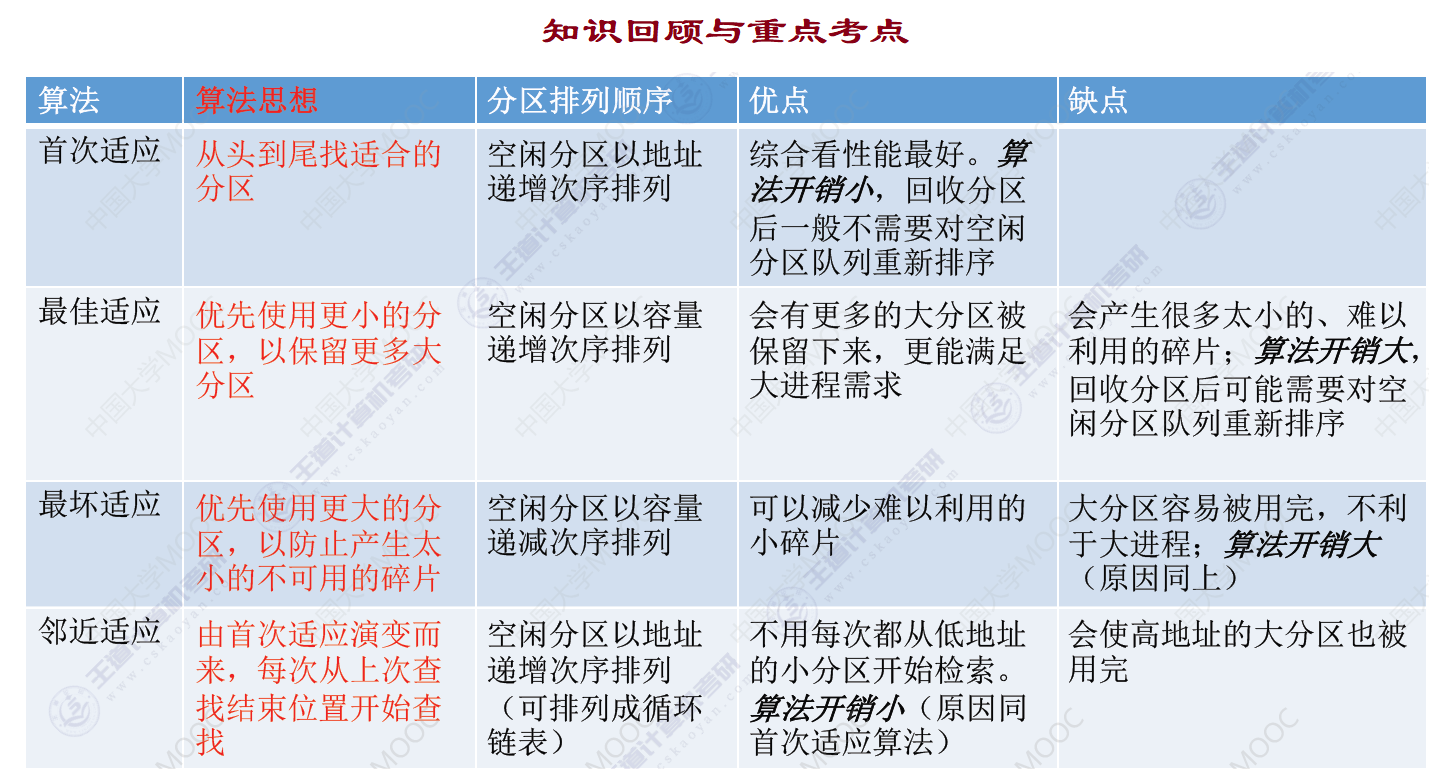 知识回顾与重点考点
算法
算法思想
分区排列顺序
优点
缺点
首次适应
从头到尾找适合的
分区
空闲分区以地址
递增次序排列
综合看性能最好。算
法开销小，回收分区
后一般不需要对空闲
分区队列重新排序
最佳适应
优先使用更小的分
区，以保留更多大
分区
空闲分区以容量
递增次序排列
会有更多的大分区被
保留下来，更能满足
大进程需求
会产生很多太小的、难以
利用的碎片；算法开销大，
回收分区后可能需要对空
闲分区队列重新排序
最坏适应
优先使用更大的分
区，以防止产生太
小的不可用的碎片
空闲分区以容量
递减次序排列
可以减少难以利用的
小碎片
大分区容易被用完，不利
于大进程；算法开销大
（原因同上）
邻近适应
由首次适应演变而
来，每次从上次查
找结束位置开始查
找
空闲分区以地址
递增次序排列
（可排列成循环
链表）
不用每次都从低地址
的小分区开始检索。
算法开销小（原因同
首次适应算法）
会使高地址的大分区也被
用完
王道计算机考研
www.cskaoyan.com
中国大学MOOC